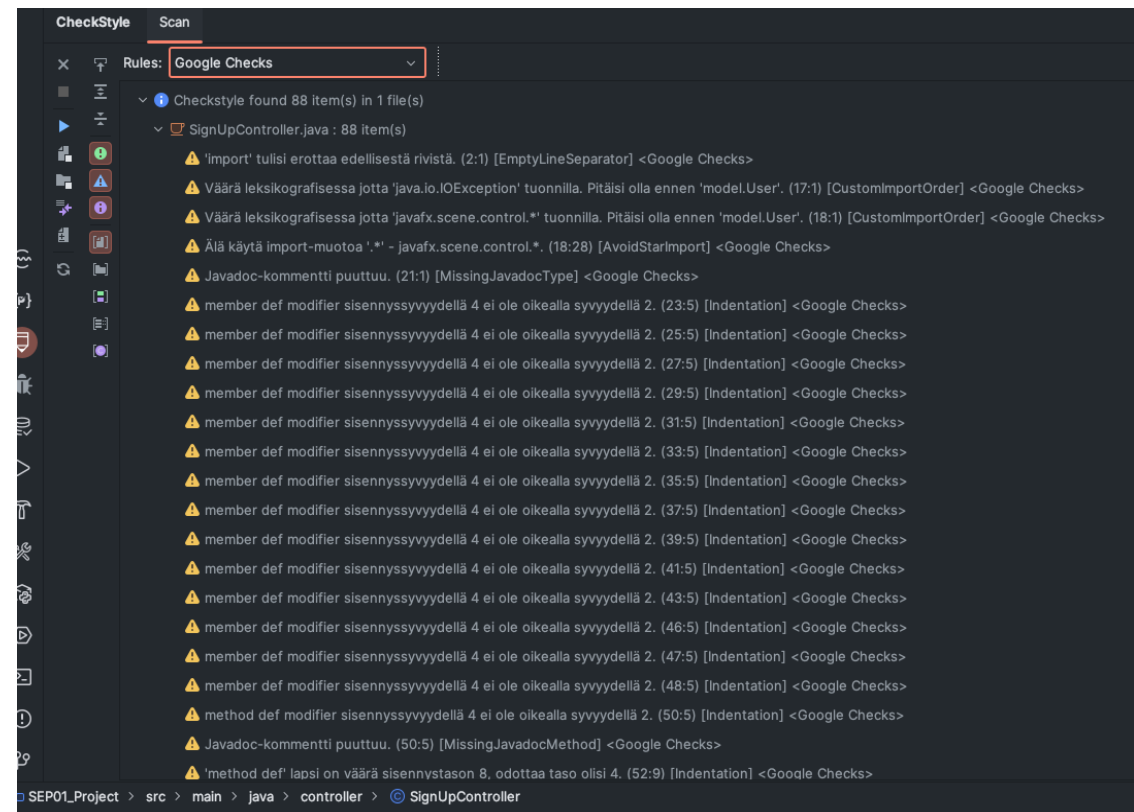 CheckStyle Scan
Rules: Google Checks
Checkstyle found 88 item(s) in 1 file(s)
SignUpController.java : 88 item(s)
'import' tulisi erottaa edellisestä rivistä. (2:1) [EmptyLineSeparator] <Google Checks>
Väärä leksikografisessa jotta 'java.io.IOException' tuonnilla. Pitäisi olla ennen 'model.User'. (17:1) [CustomImportOrder] <Google Checks>
Väärä leksikografisessa jotta 'javafx.scene.control.*' tuonnilla. Pitäisi olla ennen 'model.User'. (18:1) [CustomImportOrder] <Google Checks>
Älä käytä import-muotoa '.*' - javafx.scene.control.*. (18:28) [AvoidStarImport] <Google Checks>
Javadoc-kommentti puuttuu. (21:1) [MissingJavadocType] <Google Checks>
member def modifier sisennyssyvyydellä 4 ei ole oikealla syvyydellä 2. (23:5) [Indentation] <Google Checks>
member def modifier sisennyssyvyydellä 4 ei ole oikealla syvyydellä 2. (25:5) [Indentation] <Google Checks>
member def modifier sisennyssyvyydellä 4 ei ole oikealla syvyydellä 2. (27:5) [Indentation] <Google Checks>
member def modifier sisennyssyvyydellä 4 ei ole oikealla syvyydellä 2. (29:5) [Indentation] <Google Checks>
member def modifier sisennyssyvyydellä 4 ei ole oikealla syvyydellä 2. (31:5) [Indentation] <Google Checks>
member def modifier sisennyssyvyydellä 4 ei ole oikealla syvyydellä 2. (33:5) [Indentation] <Google Checks>
member def modifier sisennyssyvyydellä 4 ei ole oikealla syvyydellä 2. (35:5) [Indentation] <Google Checks>
member def modifier sisennyssyvyydellä 4 ei ole oikealla syvyydellä 2. (37:5) [Indentation] <Google Checks>
member def modifier sisennyssyvyydellä 4 ei ole oikealla syvyydellä 2. (39:5) [Indentation] <Google Checks>
member def modifier sisennyssyvyydellä 4 ei ole oikealla syvyydellä 2. (41:5) [Indentation] <Google Checks>
member def modifier sisennyssyvyydellä 4 ei ole oikealla syvyydellä 2. (43:5) [Indentation] <Google Checks>
member def modifier sisennyssyvyydellä 4 ei ole oikealla syvyydellä 2. (46:5) [Indentation] <Google Checks>
member def modifier sisennyssyvyydellä 4 ei ole oikealla syvyydellä 2. (47:5) [Indentation] <Google Checks>
member def modifier sisennyssyvyydellä 4 ei ole oikealla syvyydellä 2. (48:5) [Indentation] <Google Checks>
method def modifier sisennyssyvyydellä 4 ei ole oikealla syvyydellä 2. (50:5) [Indentation] <Google Checks>
Javadoc-kommentti puuttuu. (50:5) [MissingJavadocMethod] <Google Checks>
'method def' lapsi on väärä sisennystason 8, odottaa taso olisi 4. (52:9) [Indentation] <Google Checks>
SEP01_Project > src > main > java > controller > SignUpController